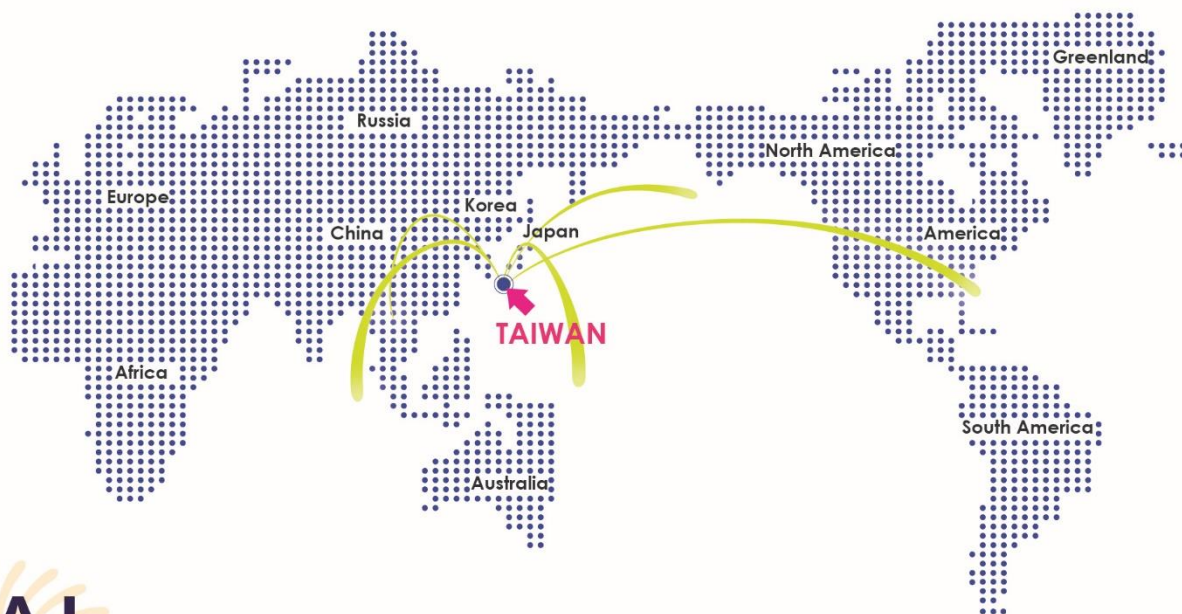 Greenland
Russia
North America
Europe
Korea
China
Japan
America
TAIWAN
Africa
South America
Australia